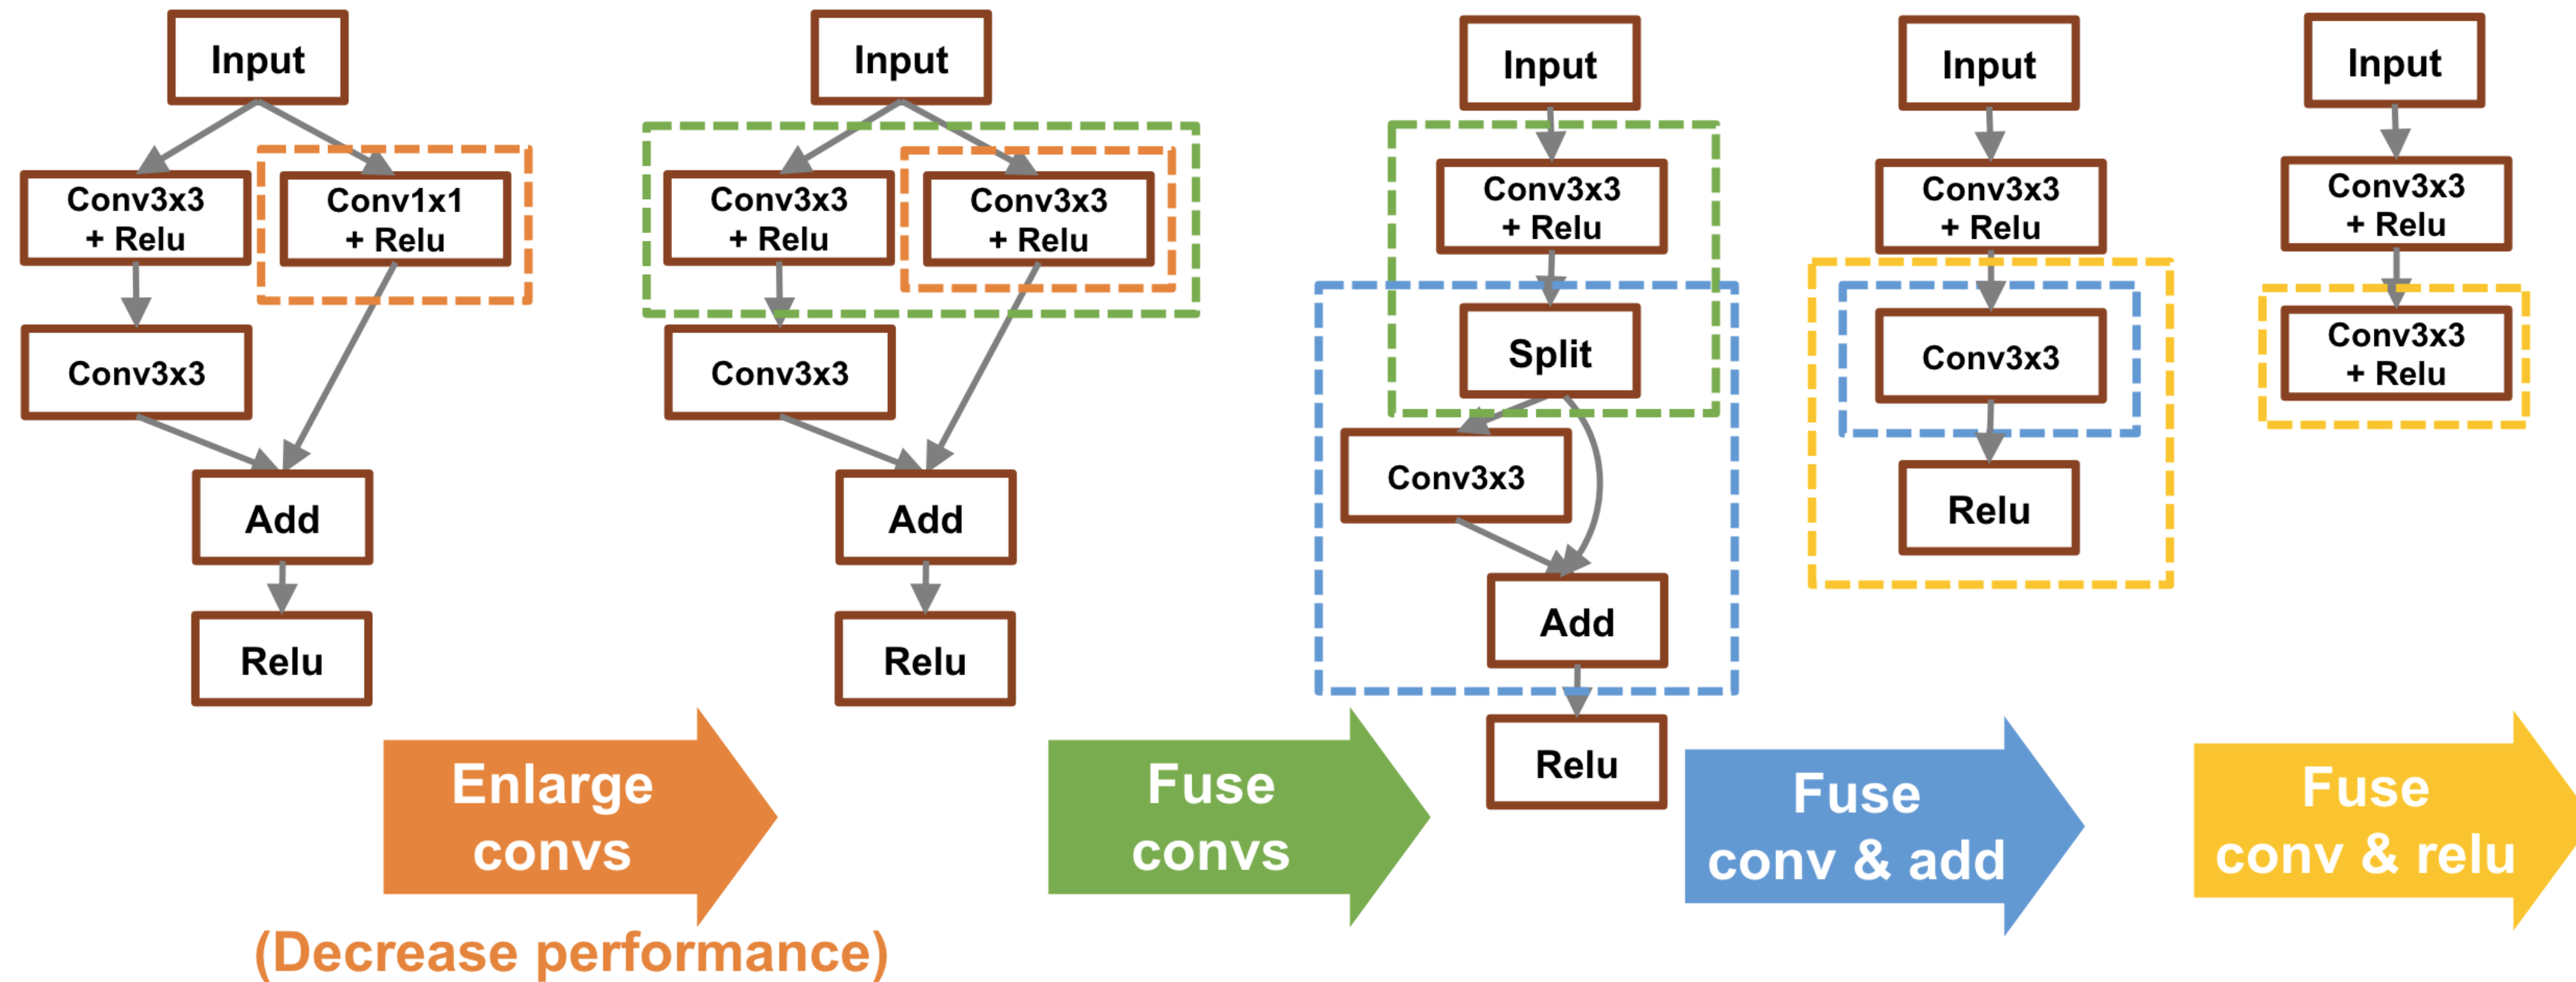 Input
Conv3x3
+ Relu
Conv1x1
+ Relu
Conv3x3
Add
Relu
Input
Conv3x3
+ Relu
Conv3x3
+ Relu
Conv3x3
Add
Relu
Input
Conv3x3
+ Relu
Split
Conv3x3
Add
Relu
Input
Conv3x3
+ Relu
Conv3x3
Relu
Input
Conv3x3
+ Relu
Conv3x3
+ Relu
Enlarge
convs
(Decrease performance)
Fuse
convs
Fuse
conv & add
Fuse
conv & relu